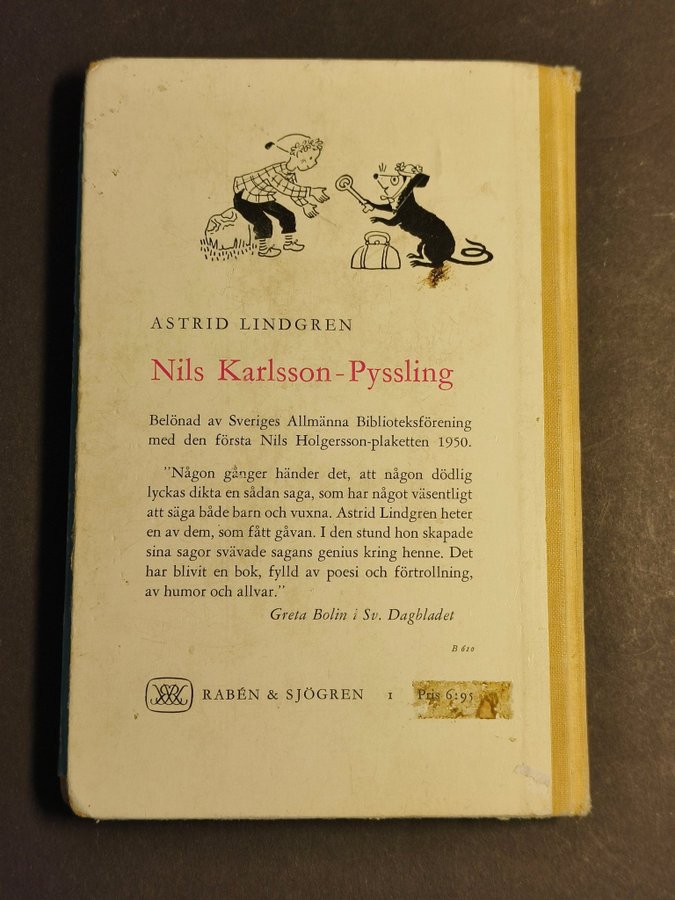 ASTRID LINDGREN
Nils Karlsson-Pyssling
Belönad av Sveriges Allmänna Biblioteksförening
med den första Nils Holgersson-plaketten 1950.
"Någon gånger händer det, att någon dödlig
lyckas dikta en sådan saga, som har något väsentligt
att säga både barn och vuxna. Astrid Lindgren heter
en av dem, som fått gåvan. I den stund hon skapade
sina sagor svävade sagans genius kring henne. Det
har blivit en bok, fylld av poesi och förtrollning,
av humor och allvar."
Greta Bolin i Sv. Dagbladet
B 610
RABÉN & SJÖGREN 1 Pris 6:95